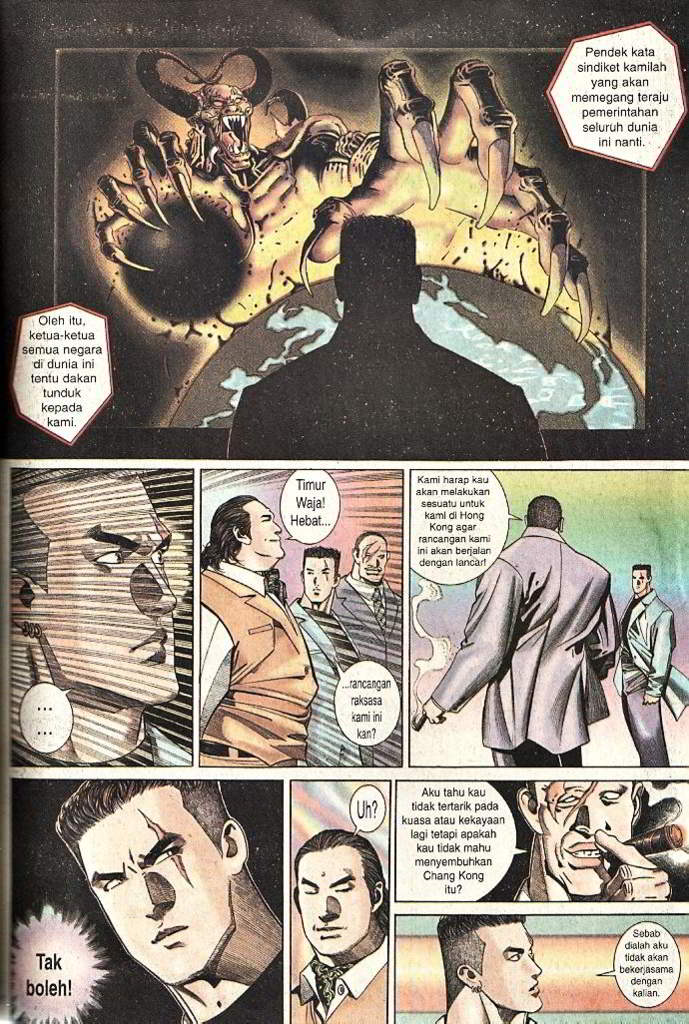 Pendek kata
sindiket kamilah
yang akan
memegang teraju
pemerintahan
seluruh dunia
ini nanti.
Oleh itu,
ketua-ketua
semua negara
di dunia ini
tentu dakan
tunduk
kepada
kami.
...
...
Timur
Waja!
Hebat...
...rancangan
raksasa
kami ini
kan?
Kami harap kau
akan melakukan
sesuatu untuk
kami di Hong
Kong agar
rancangan kami
ini akan berjalan
dengan lancar!
Tak
boleh!
Uh?
Aku tahu kau
tidak tertarik pada
kuasa atau kekayaan
lagi tetapi apakah
kau tidak mahu
menyembuhkan
Chang Kong
itu?
Sebab
dialah aku
tidak akan
bekerjasama
dengan
kalian.